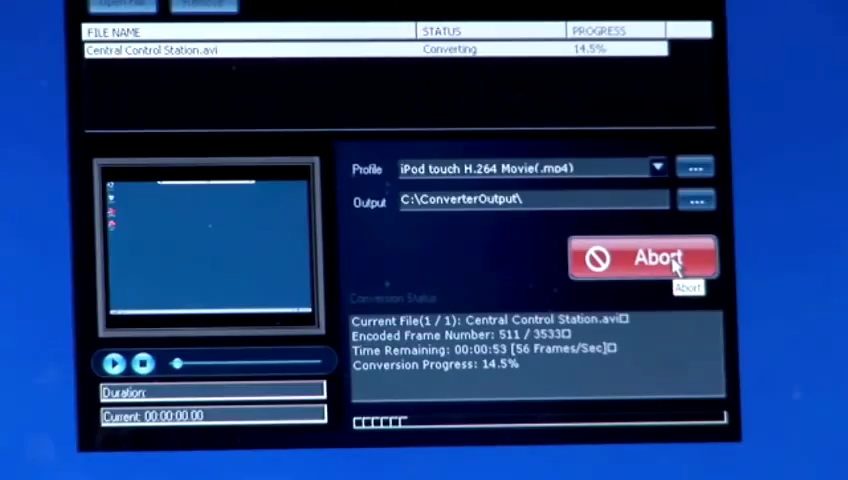 FILE NAME STATUS PROGRESS
Central Control Station.avi Converting 14.5%
Profile iPod touch H.264 Movie(.mp4) ...
Output C:\ConverterOutput\ ...
Abort
Abort
Conversion Status
Current File(1 / 1): Central Control Station.avi□
Encoded Frame Number: 511 / 3533□
Time Remaining: 00:00:53 [56 Frames/Sec]□
Conversion Progress: 14.5%
Duration:
Current: 00:00:00.00